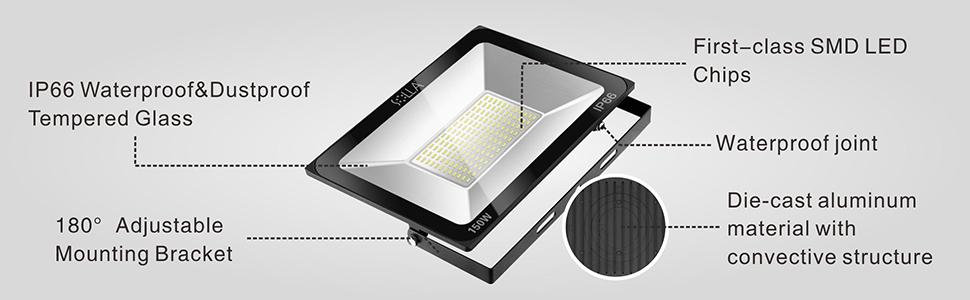 First–class SMD LED
Chips
IP66 Waterproof&Dustproof
Tempered Glass
IP66
Waterproof joint
180° Adjustable
Mounting Bracket
150W
Die-cast aluminum
material with
convective structure